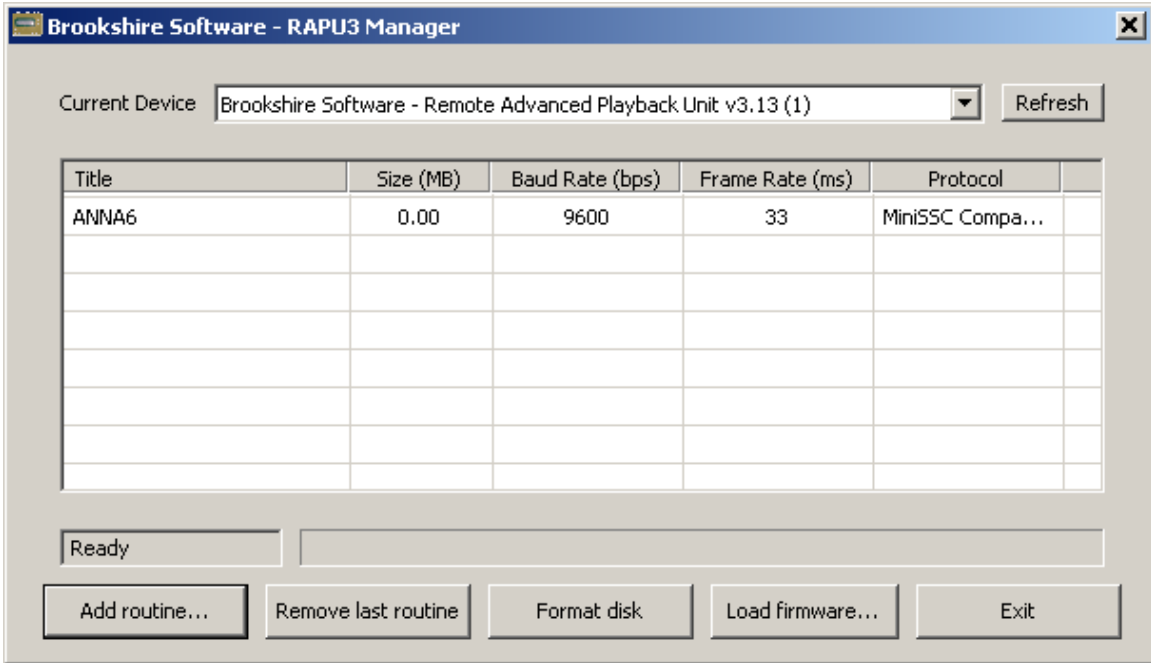 Brookshire Software - RAPU3 Manager
Current Device Brookshire Software - Remote Advanced Playback Unit v3.13 (1) Refresh
Title Size (MB) Baud Rate (bps) Frame Rate (ms) Protocol
ANNA6 0.00 9600 33 MiniSSC Compa...
Ready
Add routine... Remove last routine Format disk Load firmware... Exit